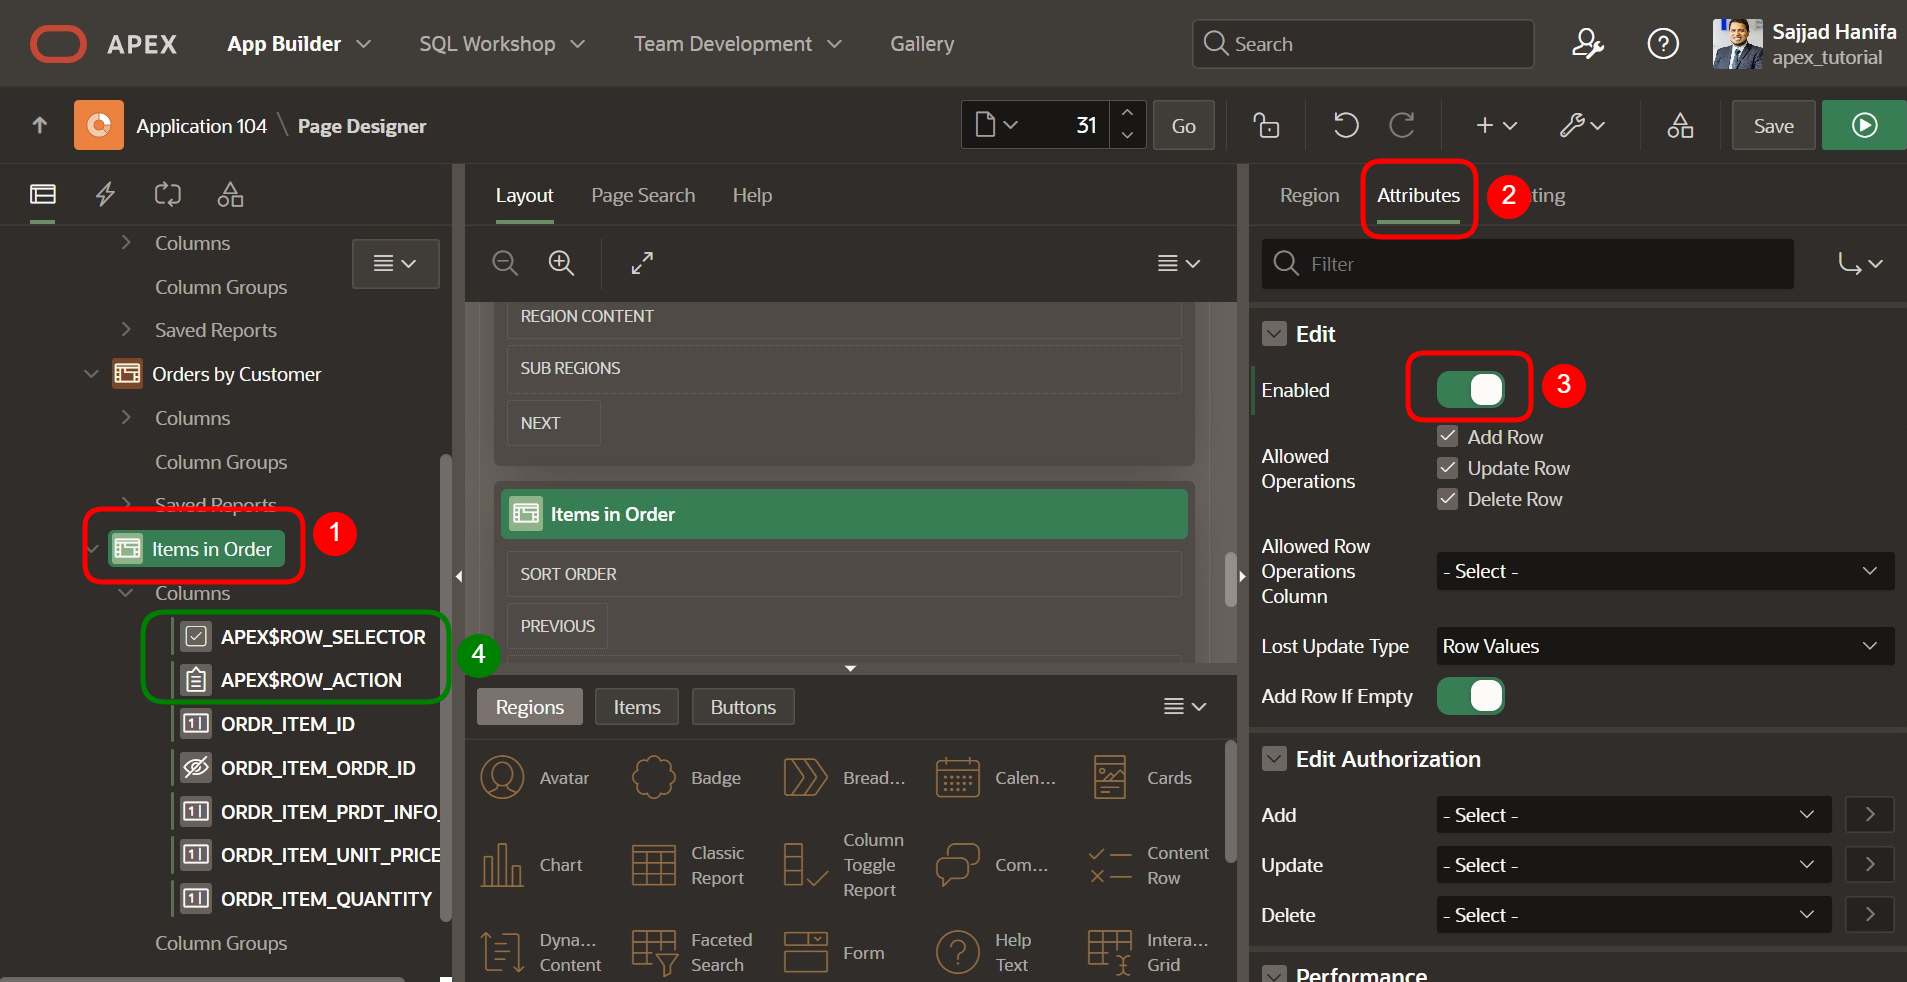 APEX
App Builder
SQL Workshop
Team Development
Gallery
Search
Sajjad Hanifa
apex_tutorial
Application 104 \ Page Designer
31
Go
Save
Columns
Column Groups
Saved Reports
Orders by Customer
Columns
Column Groups
Saved Reports
Items in Order
1
Columns
APEX$ROW_SELECTOR
APEX$ROW_ACTION
4
ORDR_ITEM_ID
ORDR_ITEM_ORDR_ID
ORDR_ITEM_PRDT_INFO_
ORDR_ITEM_UNIT_PRICE
ORDR_ITEM_QUANTITY
Column Groups
Layout
Page Search
Help
REGION CONTENT
SUB REGIONS
NEXT
Items in Order
SORT ORDER
PREVIOUS
Regions
Items
Buttons
Avatar
Badge
Bread...
Calen...
Cards
Chart
Classic
Report
Column
Toggle
Report
Com...
Content
Row
Dyna...
Content
Faceted
Search
Form
Help
Text
Intera...
Grid
Region
Attributes
2
ting
Filter
Edit
Enabled
3
Allowed
Operations
Add Row
Update Row
Delete Row
Allowed Row
Operations
Column
- Select -
Lost Update Type
Row Values
Add Row If Empty
Edit Authorization
Add
- Select -
Update
- Select -
Delete
- Select -
Performance